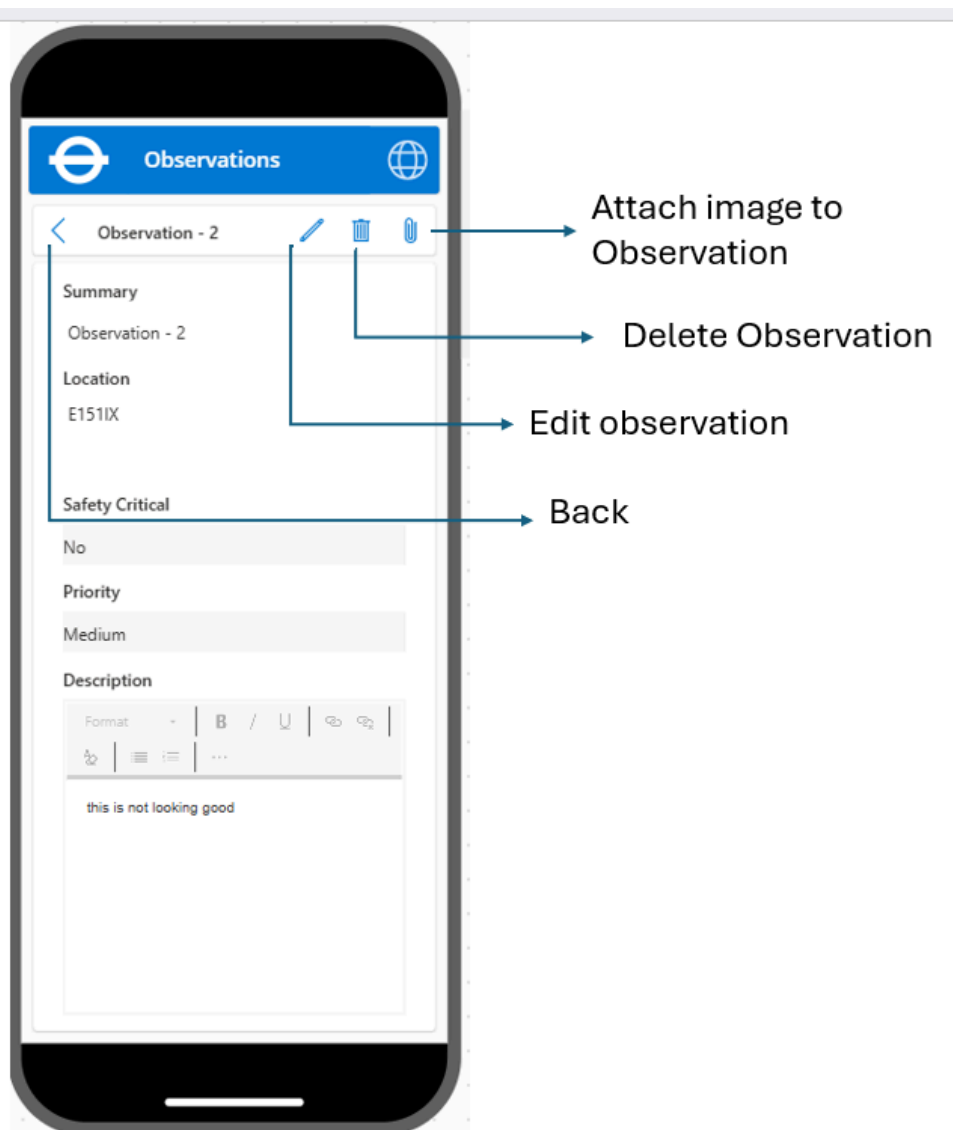 Observations
Observation - 2
Attach image to
Observation
Summary
Observation - 2
Delete Observation
Location
E151IX
Edit observation
Safety Critical
Back
No
Priority
Medium
Description
Format
B / U
...
this is not looking good